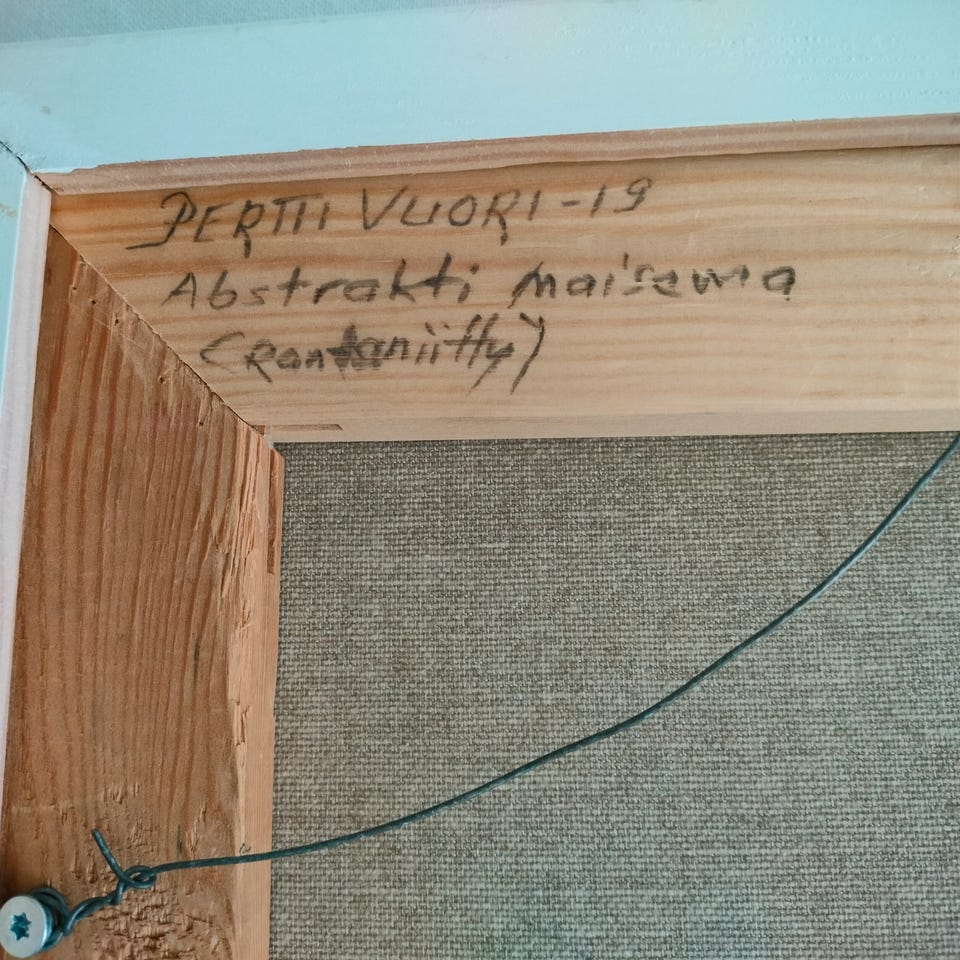 PERTTI VUORI -19
Abstrakti maisema
(Rantaniitty)